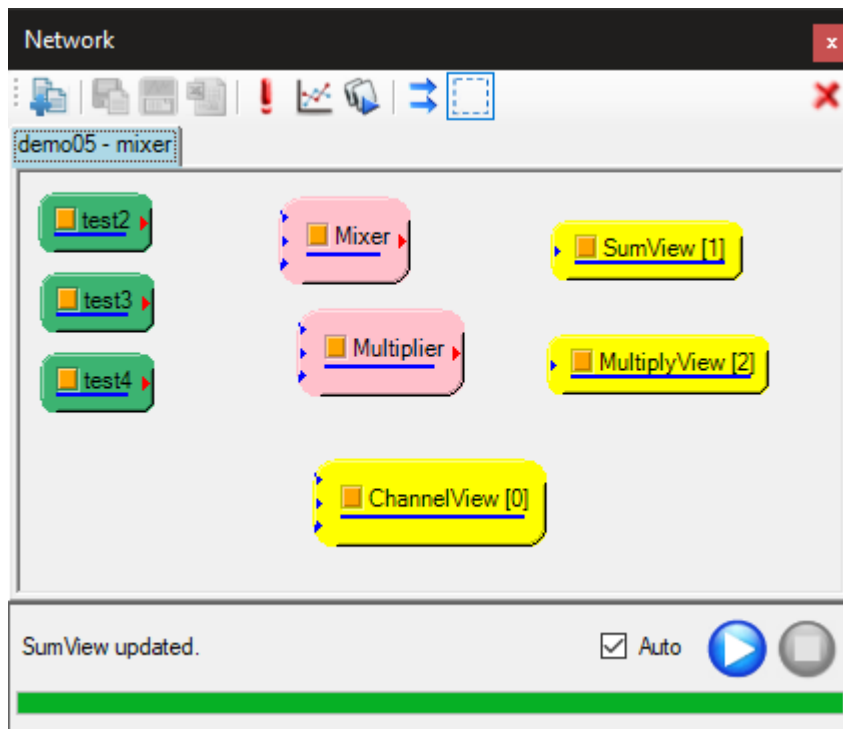 Network
x
demo05 - mixer
test2
Mixer
SumView [1]
test3
Multiplier
MultiplyView [2]
test4
ChannelView [0]
SumView updated.
Auto